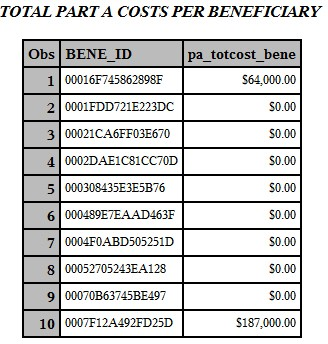 TOTAL PART A COSTS PER BENEFICIARY
Obs BENE_ID pa_totcost_bene
1 00016F745862898F $64,000.00
2 0001FDD721E223DC $0.00
3 00021CA6FF03E670 $0.00
4 0002DAE1C81CC70D $0.00
5 000308435E3E5B76 $0.00
6 000489E7EAAD463F $0.00
7 0004F0ABD505251D $0.00
8 00052705243EA128 $0.00
9 00070B63745BE497 $0.00
10 0007F12A492FD25D $187,000.00